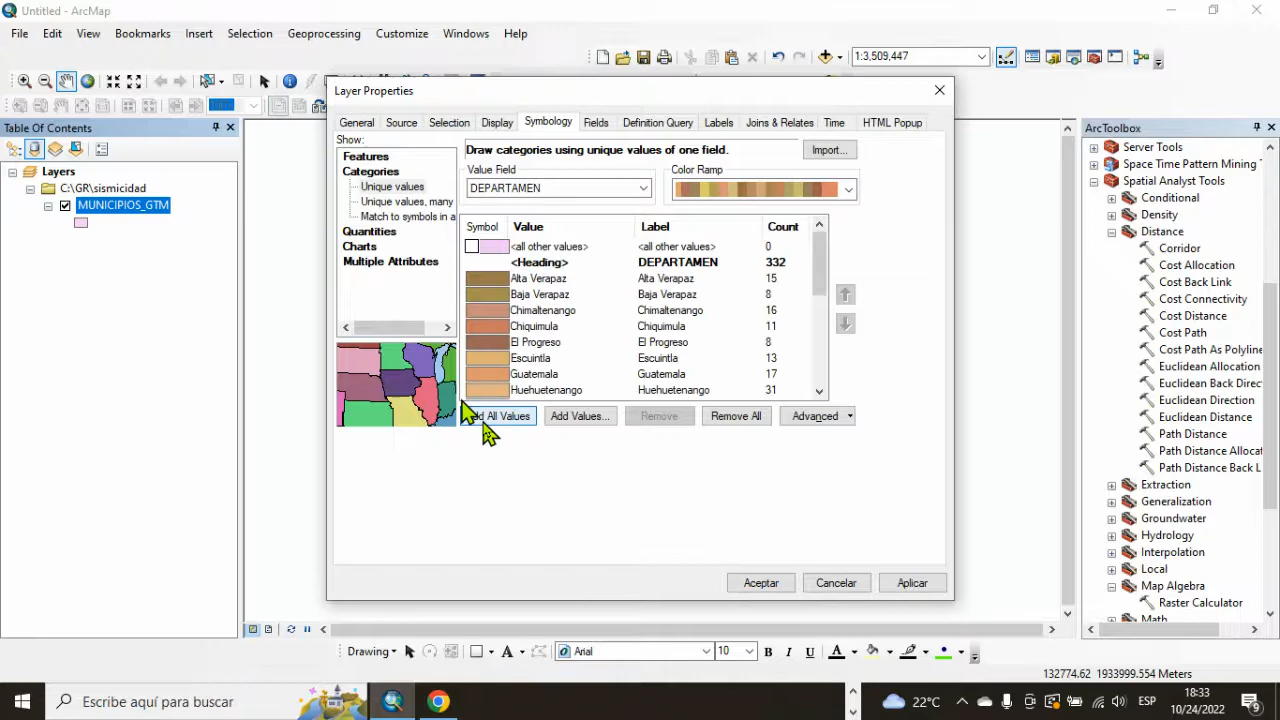 Untitled - ArcMap
File Edit View Bookmarks Insert Selection Geoprocessing Customize Windows Help
1:3,509,447
Table Of Contents
Layers
C:\GR\sismicidad
MUNICIPIOS_GTM
Layer Properties
General Source Selection Display Symbology Fields Definition Query Labels Joins & Relates Time HTML Popup
Show:
Features
Categories
Unique values
Unique values, many
Match to symbols in a
Quantities
Charts
Multiple Attributes
Draw categories using unique values of one field.
Import...
Value Field
DEPARTAMEN
Color Ramp
Symbol Value Label Count
<all other values> <all other values> 0
<Heading> DEPARTAMEN 332
Alta Verapaz Alta Verapaz 15
Baja Verapaz Baja Verapaz 8
Chimaltenango Chimaltenango 16
Chiquimula Chiquimula 11
El Progreso El Progreso 8
Escuintla Escuintla 13
Guatemala Guatemala 17
Huehuetenango Huehuetenango 31
All Values Add Values... Remove Remove All Advanced
Aceptar Cancelar Aplicar
ArcToolbox
Server Tools
Space Time Pattern Mining
Spatial Analyst Tools
Conditional
Density
Distance
Corridor
Cost Allocation
Cost Back Link
Cost Connectivity
Cost Distance
Cost Path
Cost Path As Polyline
Euclidean Allocation
Euclidean Back Direc
Euclidean Direction
Euclidean Distance
Path Distance
Path Distance Alloca
Path Distance Back L
Extraction
Generalization
Groundwater
Hydrology
Interpolation
Local
Map Algebra
Raster Calculator
Math
Drawing
Arial 10 B I U A
132774.62 1933999.554 Meters
Escribe aquí para buscar
22°C
ESP
18:33
10/24/2022
9